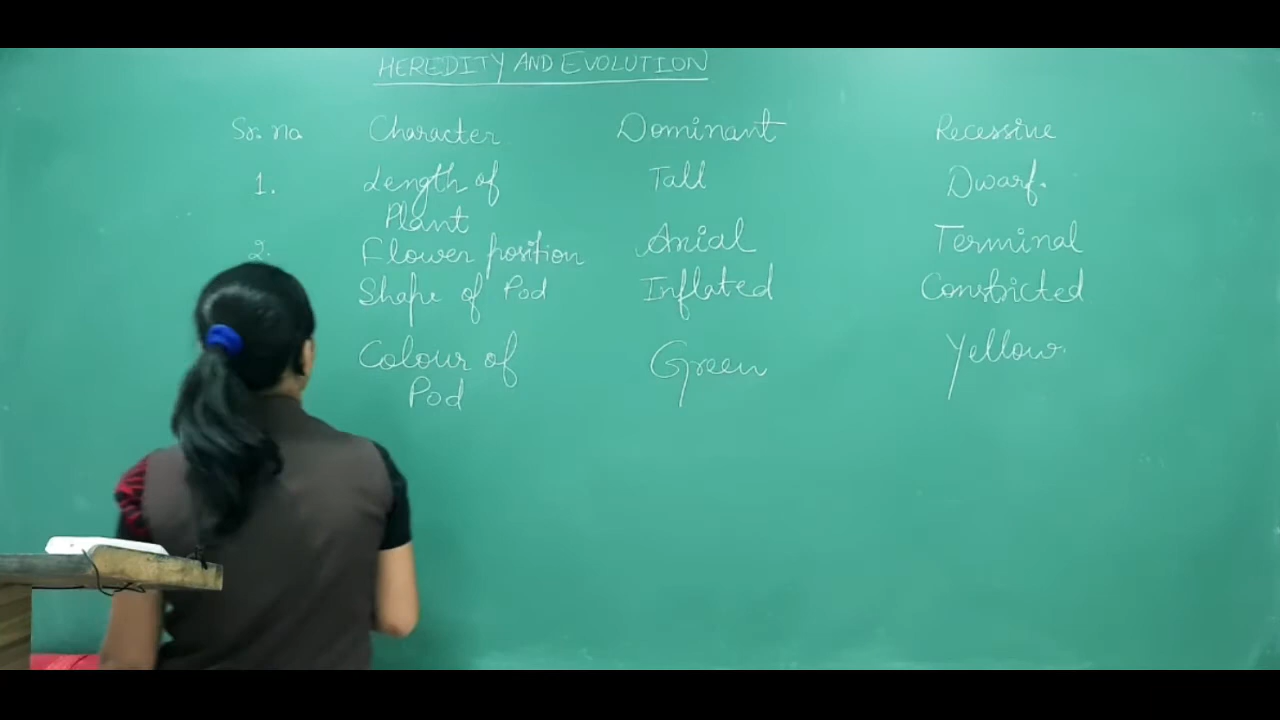 HEREDITY AND EVOLUTION
Sr. no. Character Dominant Recessive
1. Length of Tall Dwarf.
Plant
2. Flower position Axial Terminal
Shape of Pod Inflated Constricted
Colour of Green Yellow.
Pod